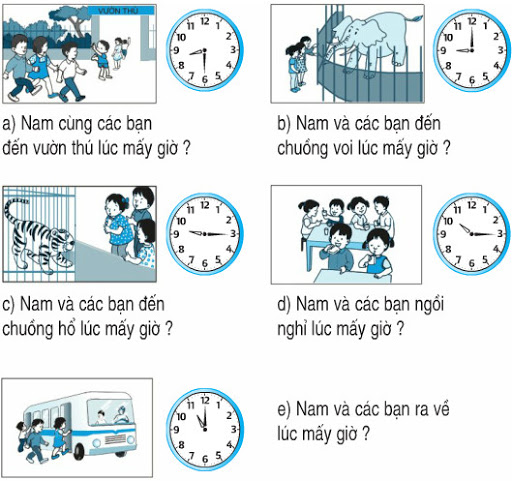 VƯỜN THÚ
a) Nam cùng các bạn
đến vườn thú lúc mấy giờ ?
b) Nam và các bạn đến
chuồng voi lúc mấy giờ ?
c) Nam và các bạn đến
chuồng hổ lúc mấy giờ ?
d) Nam và các bạn ngồi
nghỉ lúc mấy giờ ?
e) Nam và các bạn ra về
lúc mấy giờ ?